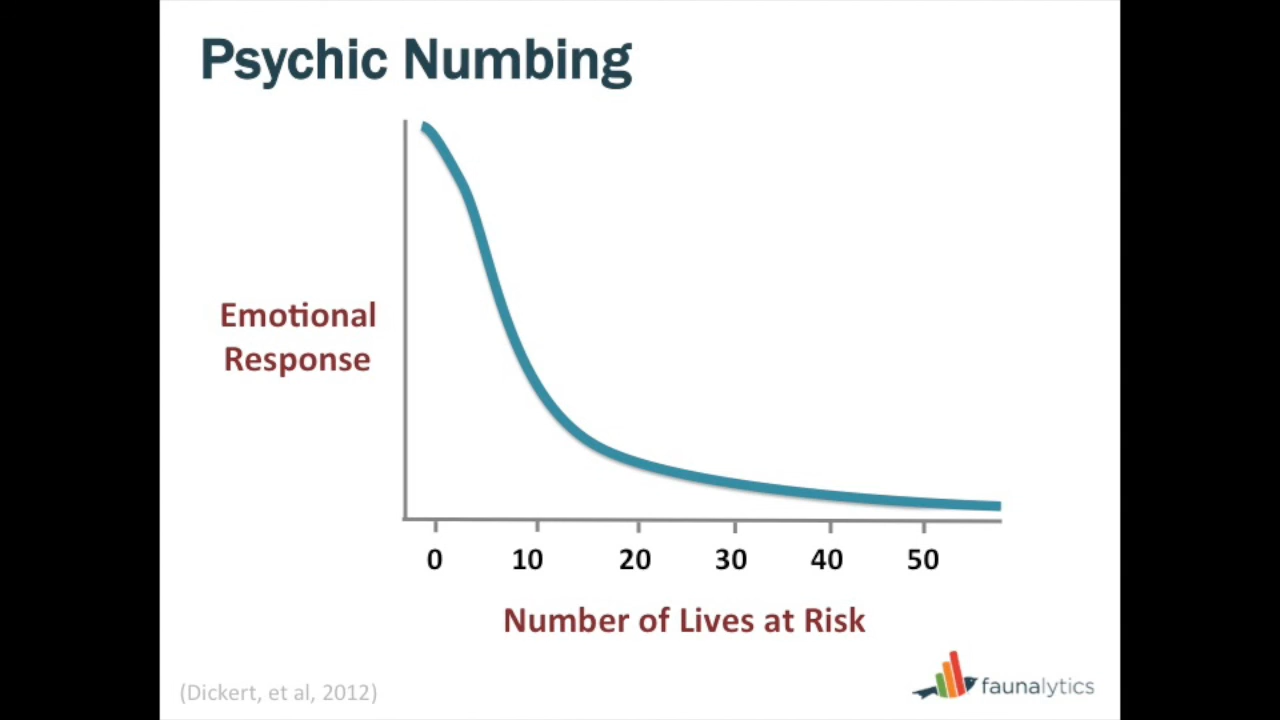 Psychic Numbing
Emotional
Response
0 10 20 30 40 50
Number of Lives at Risk
(Dickert, et al, 2012)
faunalytics